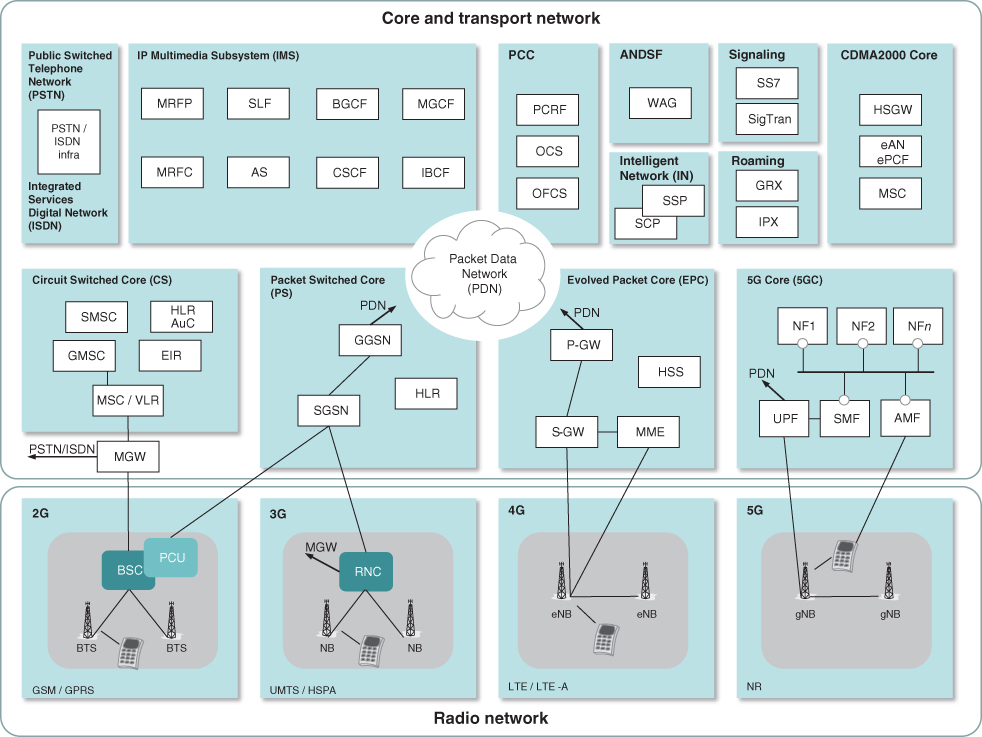 Core and transport network
Public Switched
Telephone
Network
(PSTN)
PSTN /
ISDN
infra
Integrated
Services
Digital Network
(ISDN)
IP Multimedia Subsystem (IMS)
MRFP
SLF
BGCF
MGCF
MRFC
AS
CSCF
IBCF
PCC
PCRF
OCS
OFCS
ANDSF
WAG
Intelligent
Network (IN)
SSP
SCP
Signaling
SS7
SigTran
Roaming
GRX
IPX
CDMA2000 Core
HSGW
eAN
ePCF
MSC
Packet Data
Network
(PDN)
Circuit Switched Core (CS)
SMSC
HLR
AuC
GMSC
EIR
MSC / VLR
PSTN/ISDN
MGW
Packet Switched Core
(PS)
PDN
GGSN
HLR
SGSN
Evolved Packet Core (EPC)
PDN
P-GW
HSS
S-GW
MME
5G Core (5GC)
NF1
NF2
NFn
PDN
UPF
SMF
AMF
2G
BSC
PCU
BTS
BTS
GSM / GPRS
3G
MGW
RNC
NB
NB
UMTS / HSPA
4G
eNB
eNB
LTE / LTE -A
5G
gNB
gNB
NR
Radio network